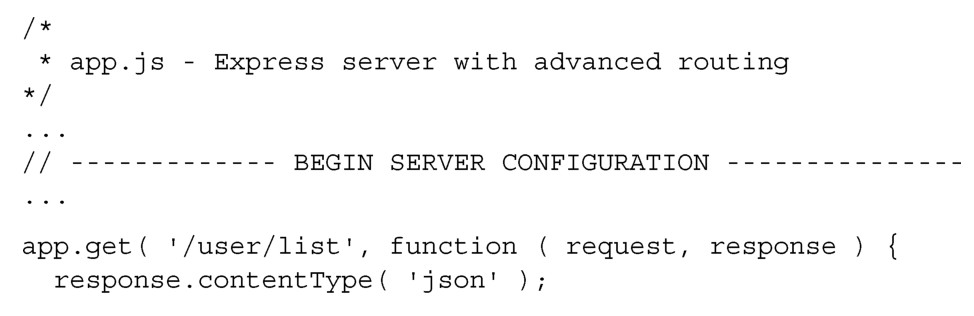 /*
 * app.js - Express server with advanced routing
*/
...
// ------------- BEGIN SERVER CONFIGURATION ---------------
...
app.get( '/user/list', function ( request, response ) {
  response.contentType( 'json' );